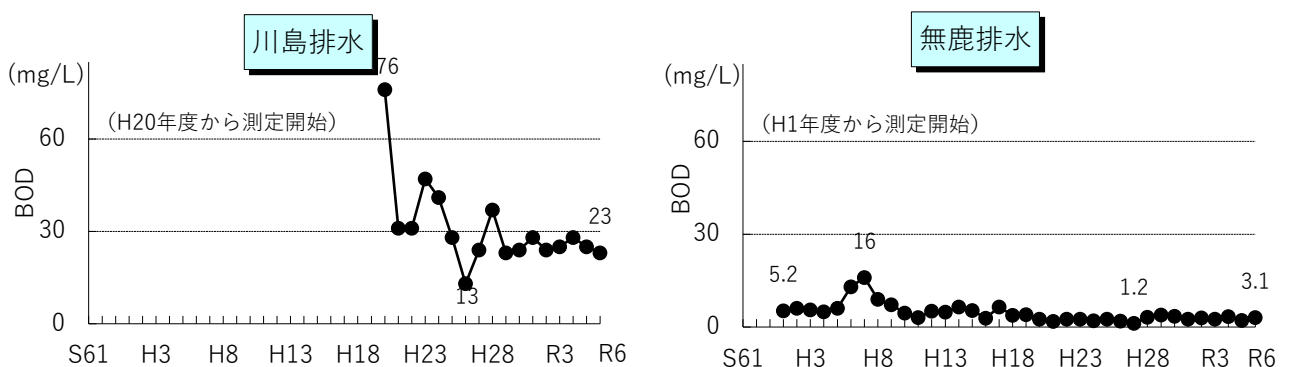 川島排水
(mg/L)
76
(H20年度から測定開始)
60
BOD
30
23
13
0
S61 H3 H8 H13 H18 H23 H28 R3 R6
無鹿排水
(mg/L)
(H1年度から測定開始)
60
BOD
30
16
5.2
1.2
3.1
0
S61 H3 H8 H13 H18 H23 H28 R3 R6